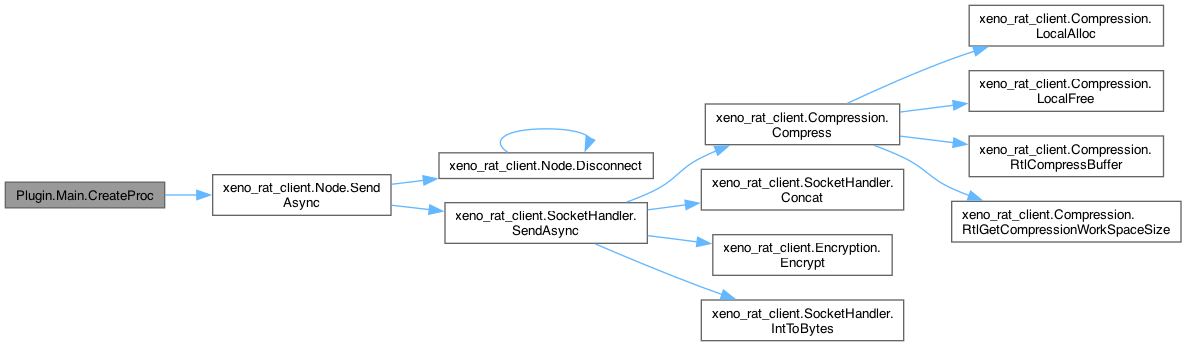 Plugin.Main.CreateProc
xeno_rat_client.Node.Send
Async
xeno_rat_client.Node.Disconnect
xeno_rat_client.SocketHandler.
SendAsync
xeno_rat_client.Compression.
Compress
xeno_rat_client.SocketHandler.
Concat
xeno_rat_client.Encryption.
Encrypt
xeno_rat_client.SocketHandler.
IntToBytes
xeno_rat_client.Compression.
LocalAlloc
xeno_rat_client.Compression.
LocalFree
xeno_rat_client.Compression.
RtlCompressBuffer
xeno_rat_client.Compression.
RtlGetCompressionWorkSpaceSize